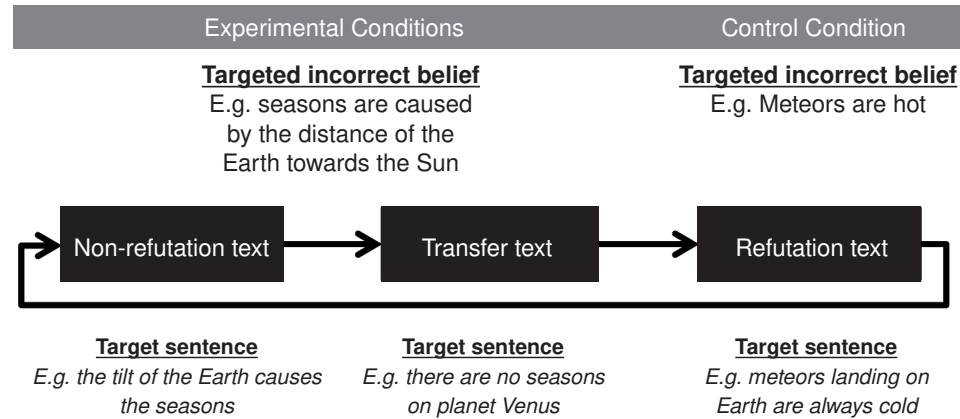 Experimental Conditions
Control Condition
Targeted incorrect belief
E.g. seasons are caused
by the distance of the
Earth towards the Sun
Targeted incorrect belief
E.g. Meteors are hot
Non-refutation text
Transfer text
Refutation text
Target sentence
E.g. the tilt of the Earth causes
the seasons
Target sentence
E.g. there are no seasons
on planet Venus
Target sentence
E.g. meteors landing on
Earth are always cold